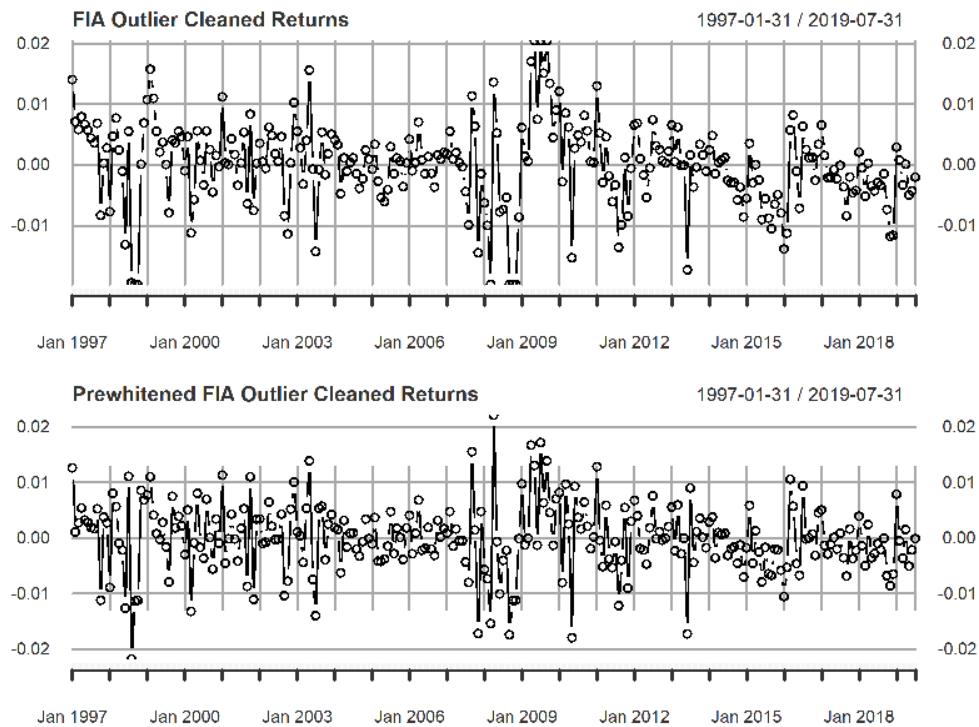 FIA Outlier Cleaned Returns 1997-01-31 / 2019-07-31
0.02 0.02
0.01 0.01
0.00 0.00
-0.01 -0.01
Jan 1997 Jan 2000 Jan 2003 Jan 2006 Jan 2009 Jan 2012 Jan 2015 Jan 2018
Prewhitened FIA Outlier Cleaned Returns 1997-01-31 / 2019-07-31
0.02 0.02
0.01 0.01
0.00 0.00
-0.01 -0.01
-0.02 -0.02
Jan 1997 Jan 2000 Jan 2003 Jan 2006 Jan 2009 Jan 2012 Jan 2015 Jan 2018